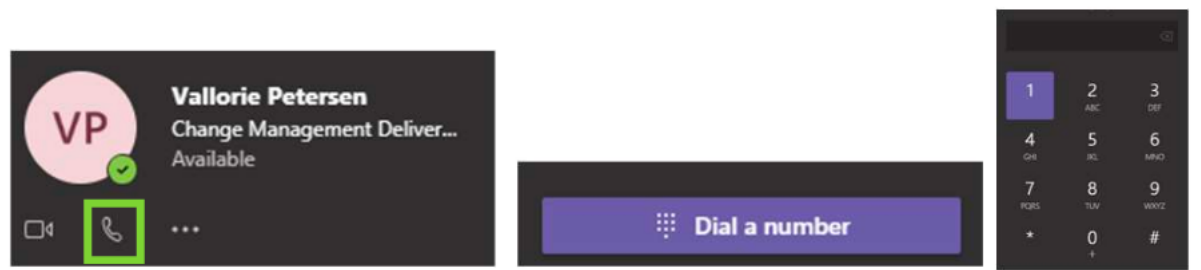 VP
Vallorie Petersen
Change Management Deliver...
Available
...
Dial a number
1 2 3
ABC DEF
4 5 6
GHI JKL MNO
7 8 9
PQRS TUV WXYZ
* 0 #
+